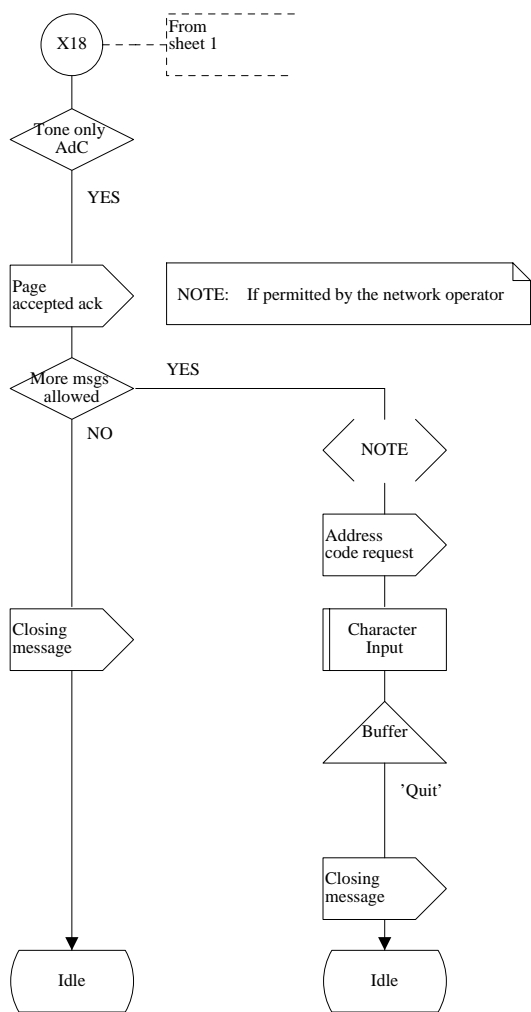 X18
From
sheet 1
Tone only
AdC
YES
Page
accepted ack
NOTE: If permitted by the network operator
More msgs
allowed
YES
NO
NOTE
Address
code request
Closing
message
Character
Input
Buffer
'Quit'
Closing
message
Idle
Idle